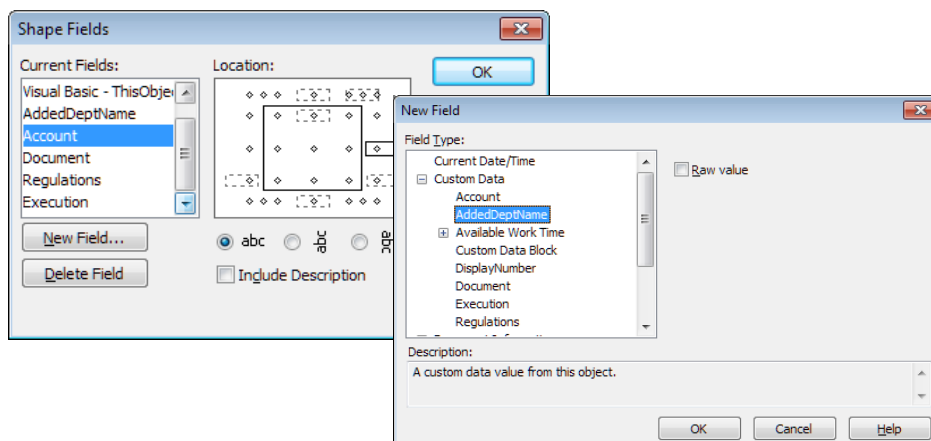 Shape Fields
Current Fields:
Location:
OK
Visual Basic - ThisObje
AddedDeptName
Account
Document
Regulations
Execution
New Field...
Delete Field
abc
abc
abc
Include Description
New Field
Field Type:
Current Date/Time
Custom Data
Account
AddedDeptName
Available Work Time
Custom Data Block
DisplayNumber
Document
Execution
Regulations
Raw value
Description:
A custom data value from this object.
OK
Cancel
Help